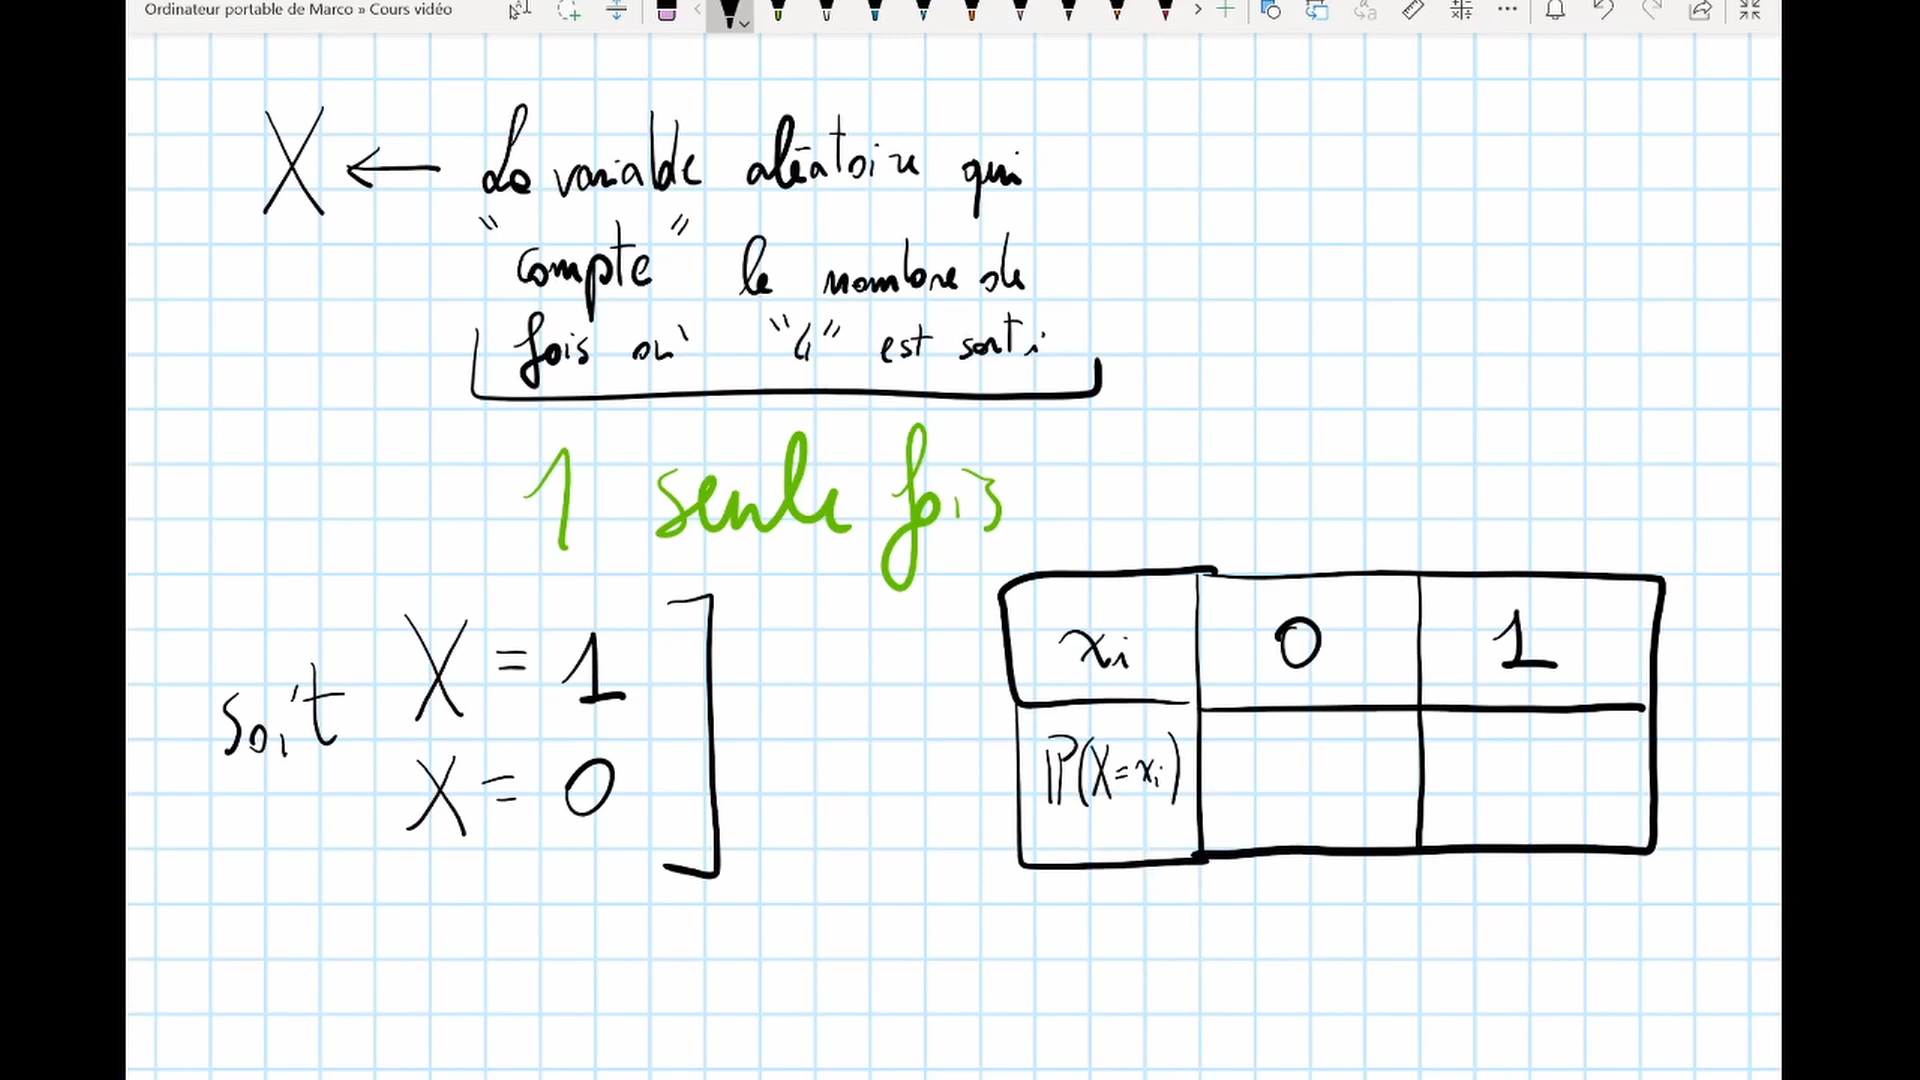 Ordinateur portable de Marco » Cours vidéo
X ← La variable aléatoire qui
"compte" le nombre de
fois où "4" est sorti
1 seule fois
soit X = 1
X = 0
xi 0 1
P(X=xi)